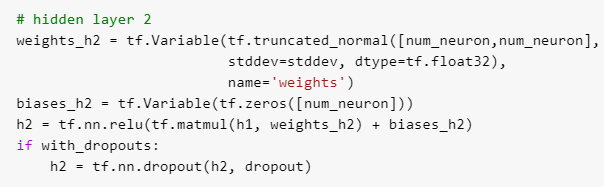 # hidden layer 2
weights_h2 = tf.Variable(tf.truncated_normal([num_neuron,num_neuron],
                          stddev=stddev, dtype=tf.float32),
                          name='weights')
biases_h2 = tf.Variable(tf.zeros([num_neuron]))
h2 = tf.nn.relu(tf.matmul(h1, weights_h2) + biases_h2)
if with_dropouts:
    h2 = tf.nn.dropout(h2, dropout)